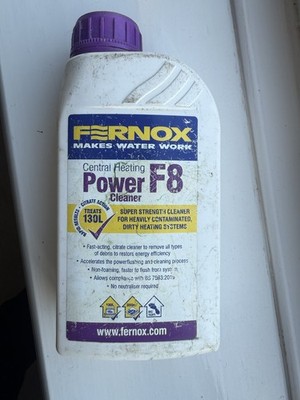 FERNOX
MAKES WATER WORK
Central Heating
Power F8
Cleaner
TREATS
130L
SUPER STRENGTH CLEANER
FOR HEAVILY CONTAMINATED,
DIRTY HEATING SYSTEMS
• Fast-acting, citrate cleaner to remove all types
of debris to restore energy efficiency
• Accelerates the powerflushing and cleaning process
• Non-foaming, faster to flush from system
• Allows compliance with BS 7593:2019
• No neutraliser required
www.fernox.com